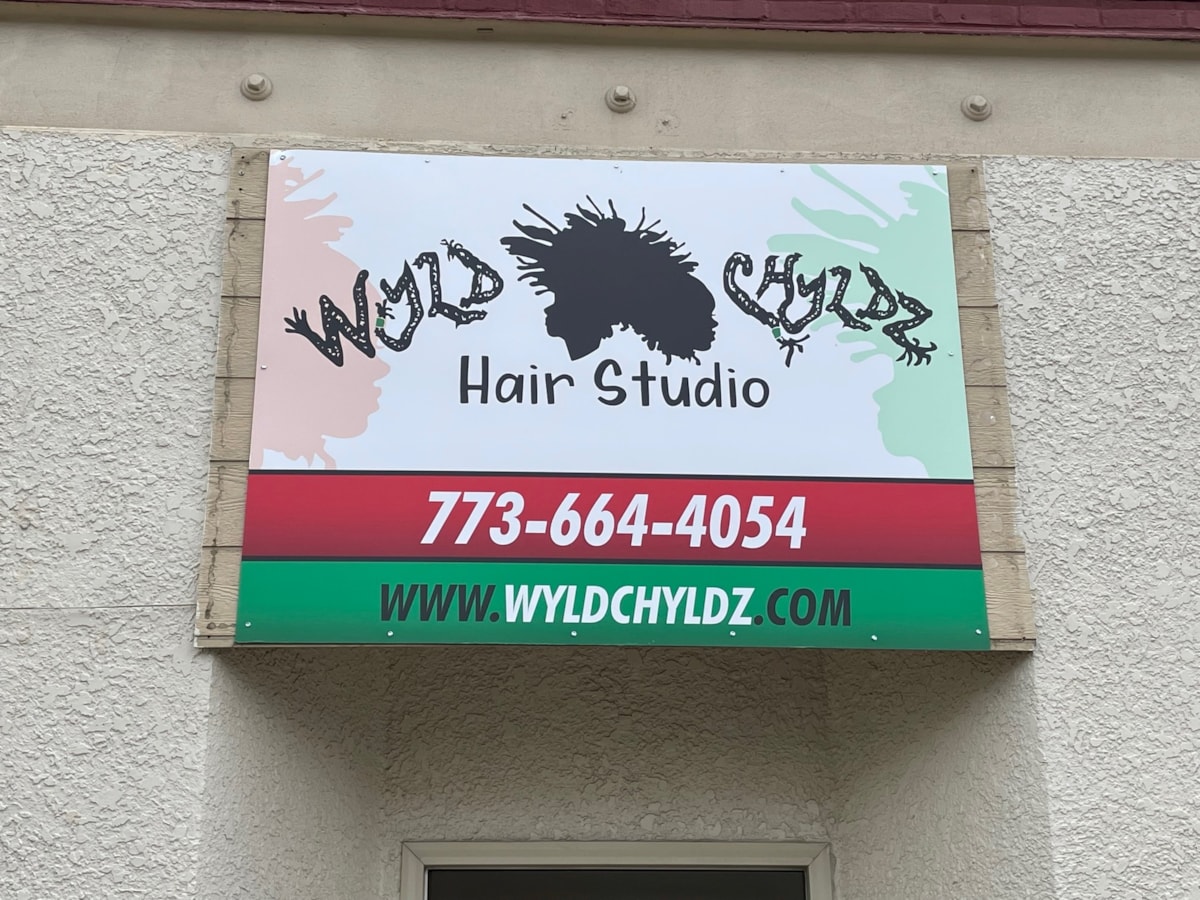 WYLD CHYLDZ
Hair Studio
773-664-4054
WWW.WYLDCHYLDZ.COM